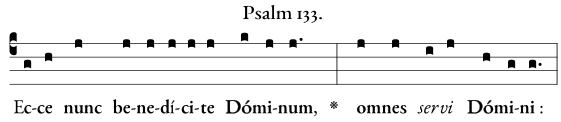 Psalm 133.
Ec-ce nunc be-ne-dí-ci-te Dómi-num, * omnes servi Dómi-ni :